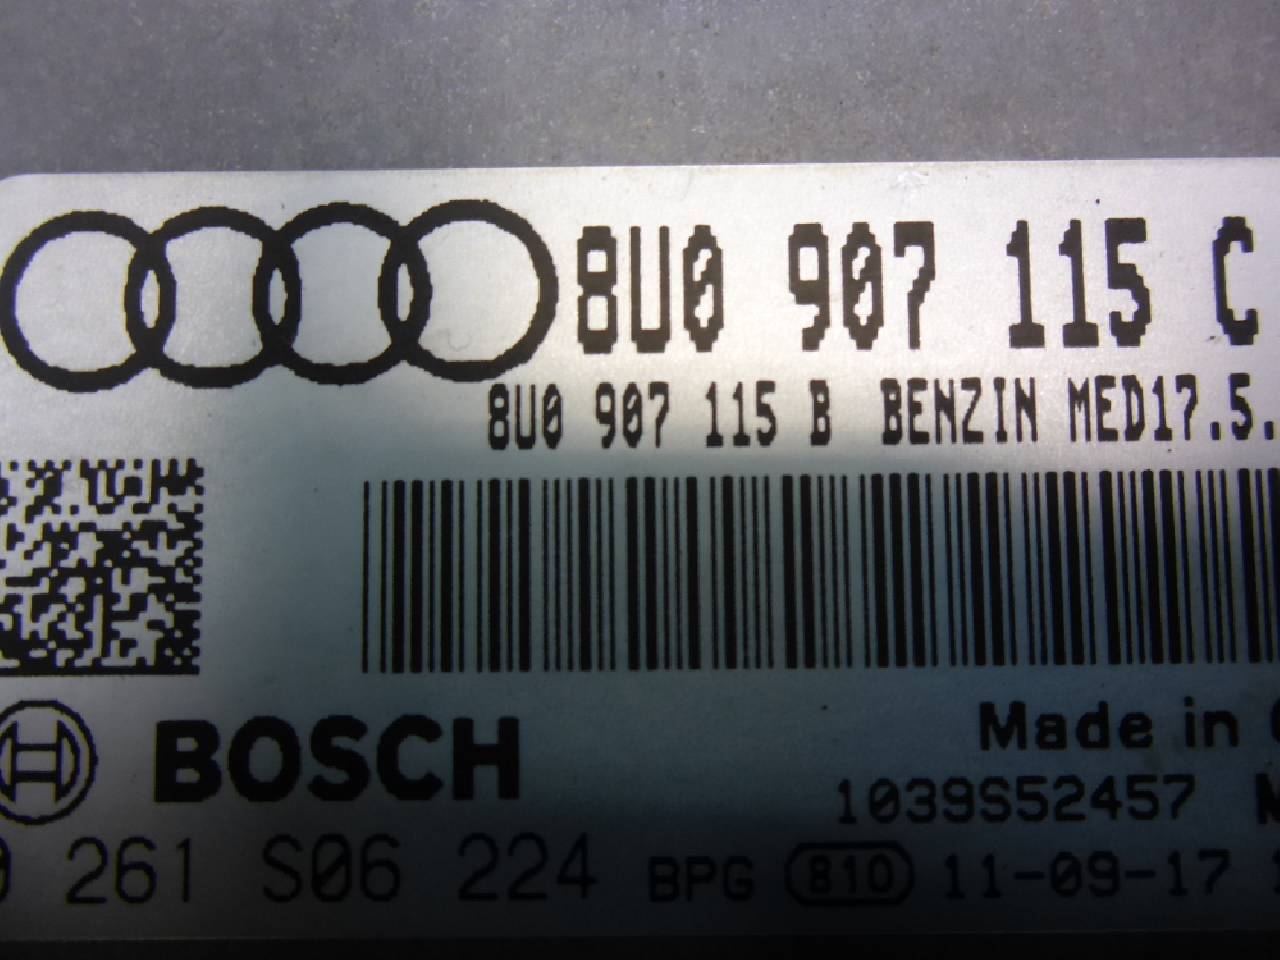 8U0 907 115 C
8U0 907 115 B BENZIN MED17.5.
BOSCH
Made in
1039S52457
0 261 S06 224 BPG 810 11-09-17